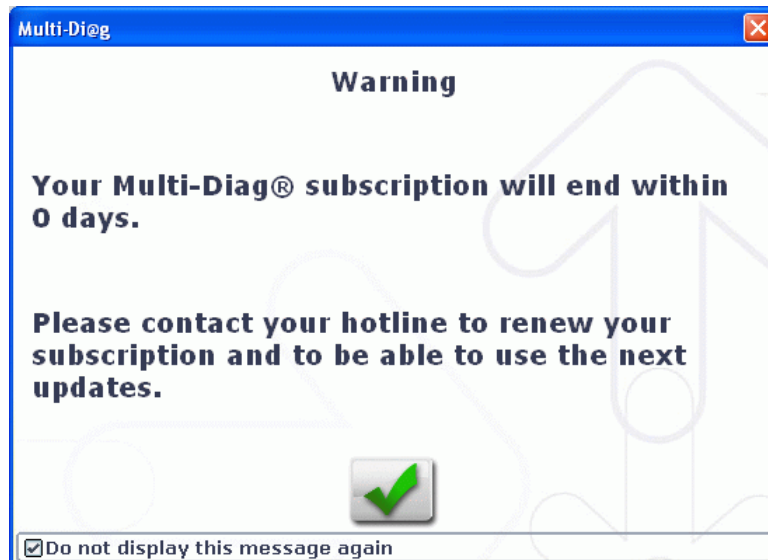 Multi-Di@g
Warning
Your Multi-Diag® subscription will end within
0 days.
Please contact your hotline to renew your
subscription and to be able to use the next
updates.
Do not display this message again